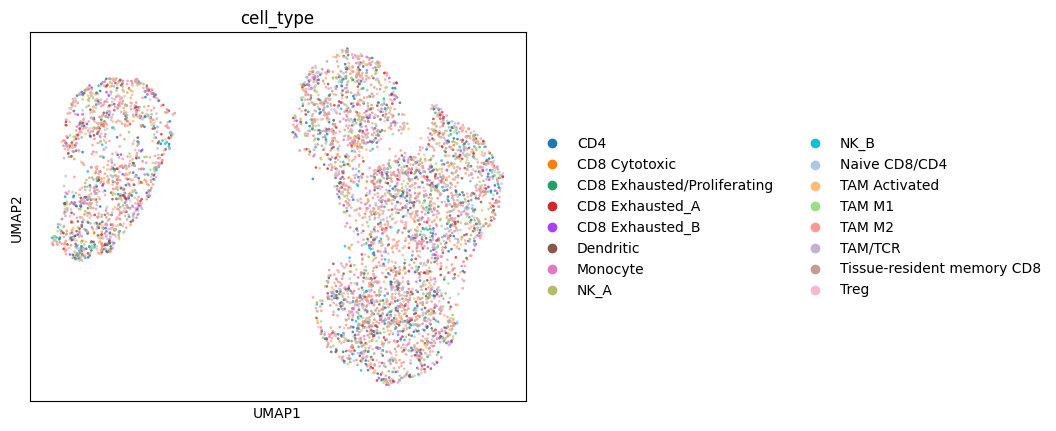 cell_type
UMAP2
UMAP1
CD4
CD8 Cytotoxic
CD8 Exhausted/Proliferating
CD8 Exhausted_A
CD8 Exhausted_B
Dendritic
Monocyte
NK_A
NK_B
Naive CD8/CD4
TAM Activated
TAM M1
TAM M2
TAM/TCR
Tissue-resident memory CD8
Treg